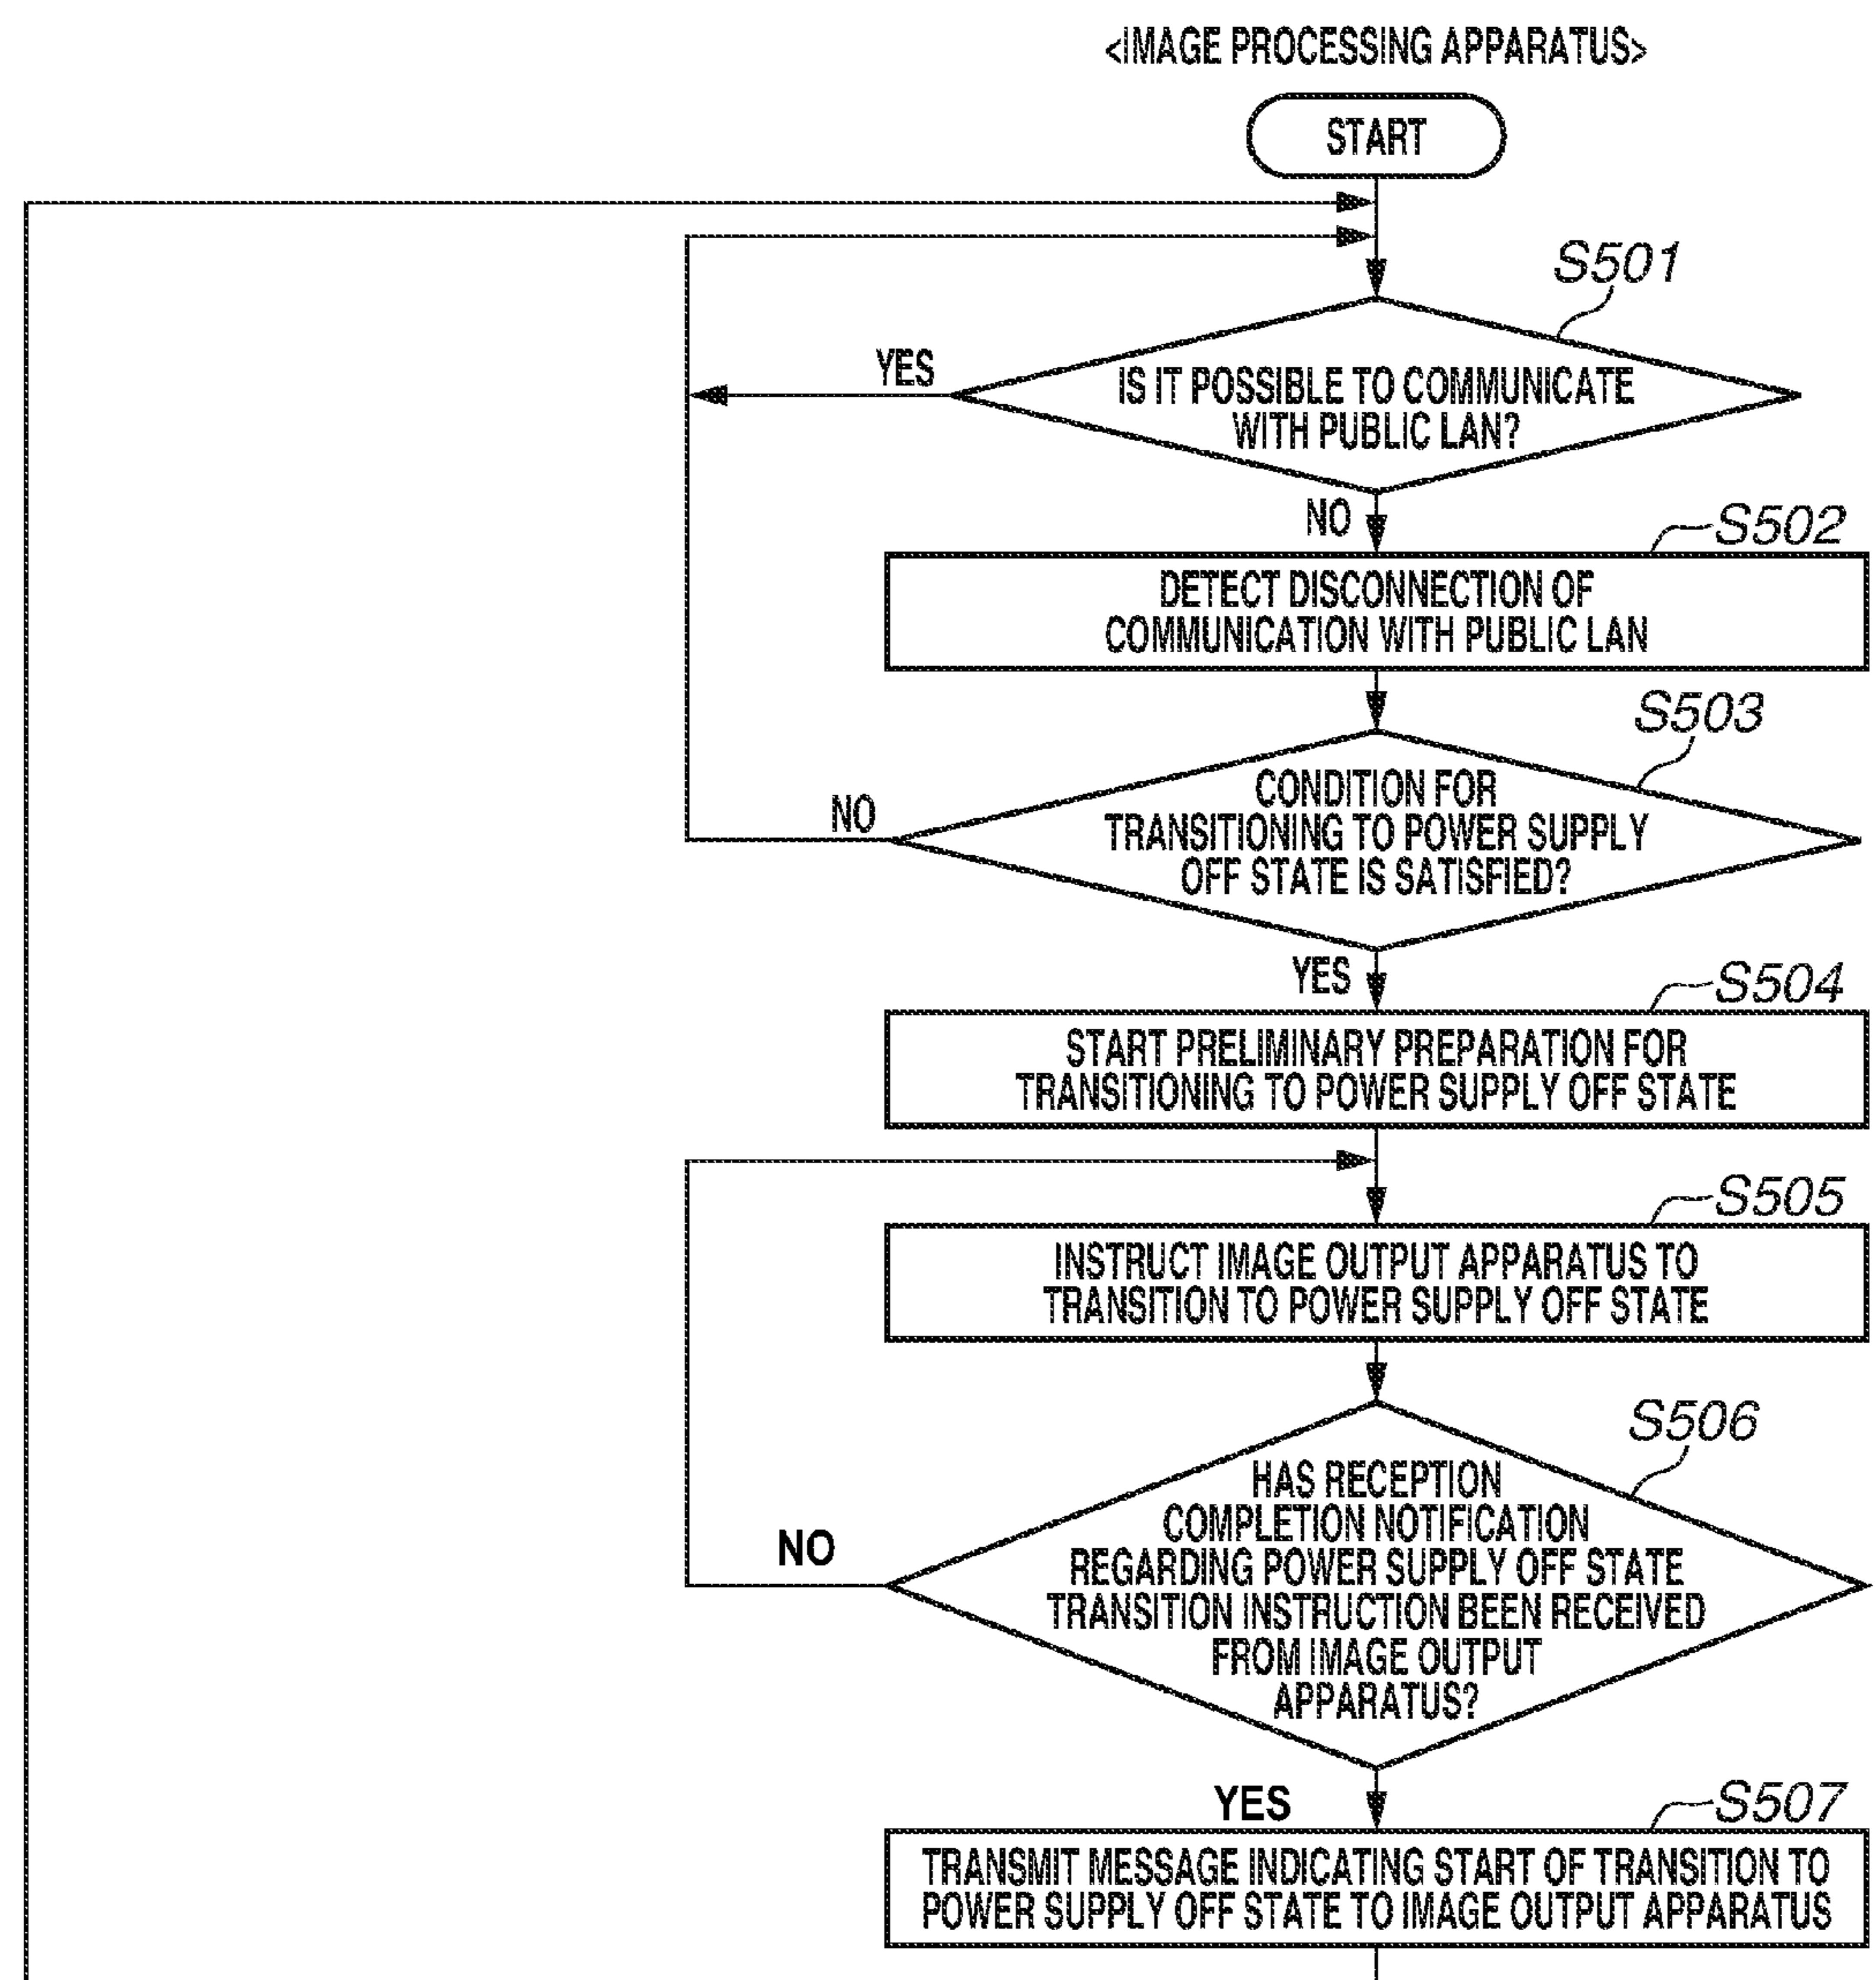 <IMAGE PROCESSING APPARATUS>
START
S501
YES
IS IT POSSIBLE TO COMMUNICATE
WITH PUBLIC LAN?
NO
S502
DETECT DISCONNECTION OF
COMMUNICATION WITH PUBLIC LAN
S503
NO
CONDITION FOR
TRANSITIONING TO POWER SUPPLY
OFF STATE IS SATISFIED?
YES
S504
START PRELIMINARY PREPARATION FOR
TRANSITIONING TO POWER SUPPLY OFF STATE
S505
INSTRUCT IMAGE OUTPUT APPARATUS TO
TRANSITION TO POWER SUPPLY OFF STATE
S506
NO
HAS RECEPTION
COMPLETION NOTIFICATION
REGARDING POWER SUPPLY OFF STATE
TRANSITION INSTRUCTION BEEN RECEIVED
FROM IMAGE OUTPUT
APPARATUS?
YES
S507
TRANSMIT MESSAGE INDICATING START OF TRANSITION TO
POWER SUPPLY OFF STATE TO IMAGE OUTPUT APPARATUS